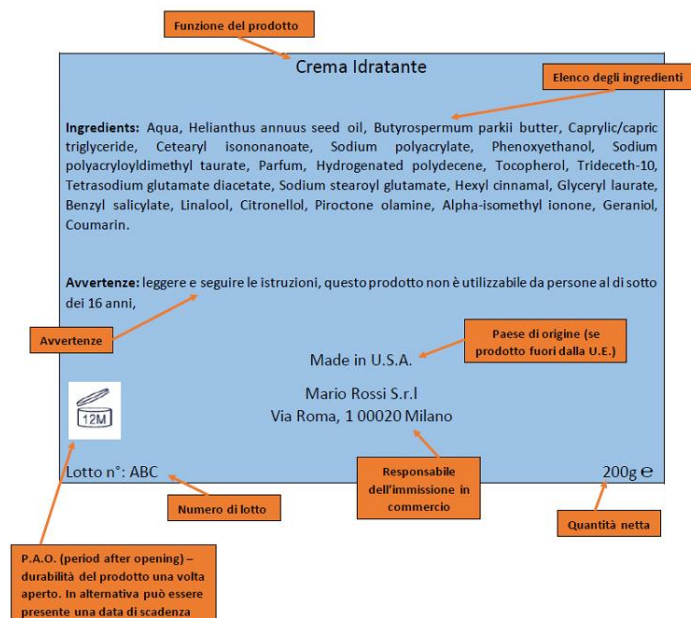 Funzione del prodotto
Crema Idratante
Elenco degli ingredienti
Ingredients: Aqua, Helianthus annuus seed oil, Butyrospermum parkii butter, Caprylic/capric
triglyceride, Cetearyl isononanoate, Sodium polyacrylate, Phenoxyethanol, Sodium
polyacryloyldimethyl taurate, Parfum, Hydrogenated polydecene, Tocopherol, Trideceth-10,
Tetrasodium glutamate diacetate, Sodium stearoyl glutamate, Hexyl cinnamal, Glyceryl laurate,
Benzyl salicylate, Linalool, Citronellol, Piroctone olamine, Alpha-isomethyl ionone, Geraniol,
Coumarin.
Avvertenze: leggere e seguire le istruzioni, questo prodotto non è utilizzabile da persone al di sotto
dei 16 anni,
Avvertenze
Paese di origine (se
prodotto fuori dalla U.E.)
Made in U.S.A.
Mario Rossi S.r.l
Via Roma, 1 00020 Milano
12M
Lotto n°: ABC
Responsabile
dell'immissione in
commercio
200g ℮
Numero di lotto
Quantità netta
P.A.O. (period after opening) –
durabilità del prodotto una volta
aperto. In alternativa può essere
presente una data di scadenza